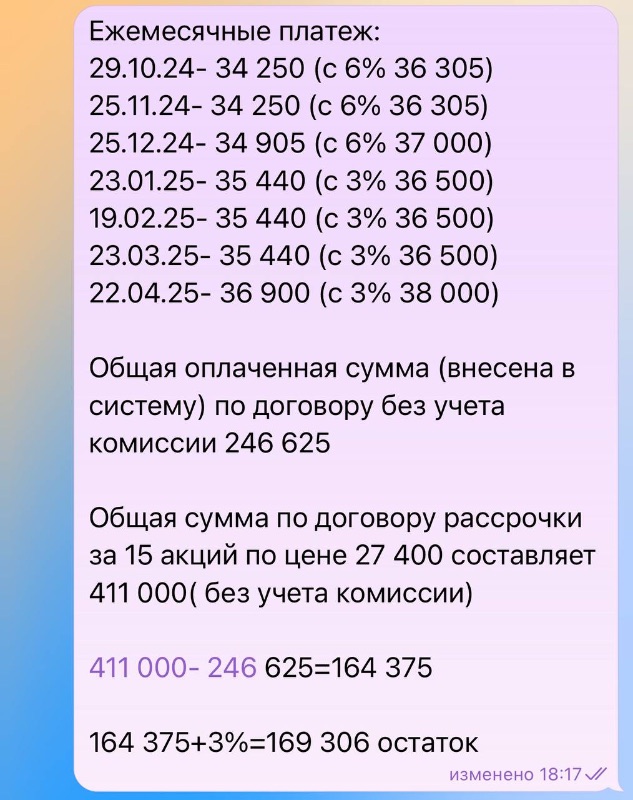 Ежемесячные платеж:
29.10.24- 34 250 (с 6% 36 305)
25.11.24- 34 250 (с 6% 36 305)
25.12.24- 34 905 (с 6% 37 000)
23.01.25- 35 440 (с 3% 36 500)
19.02.25- 35 440 (с 3% 36 500)
23.03.25- 35 440 (с 3% 36 500)
22.04.25- 36 900 (с 3% 38 000)
Общая оплаченная сумма (внесена в
систему) по договору без учета
комиссии 246 625
Общая сумма по договору рассрочки
за 15 акций по цене 27 400 составляет
411 000( без учета комиссии)
411 000- 246 625=164 375
164 375+3%=169 306 остаток
изменено 18:17